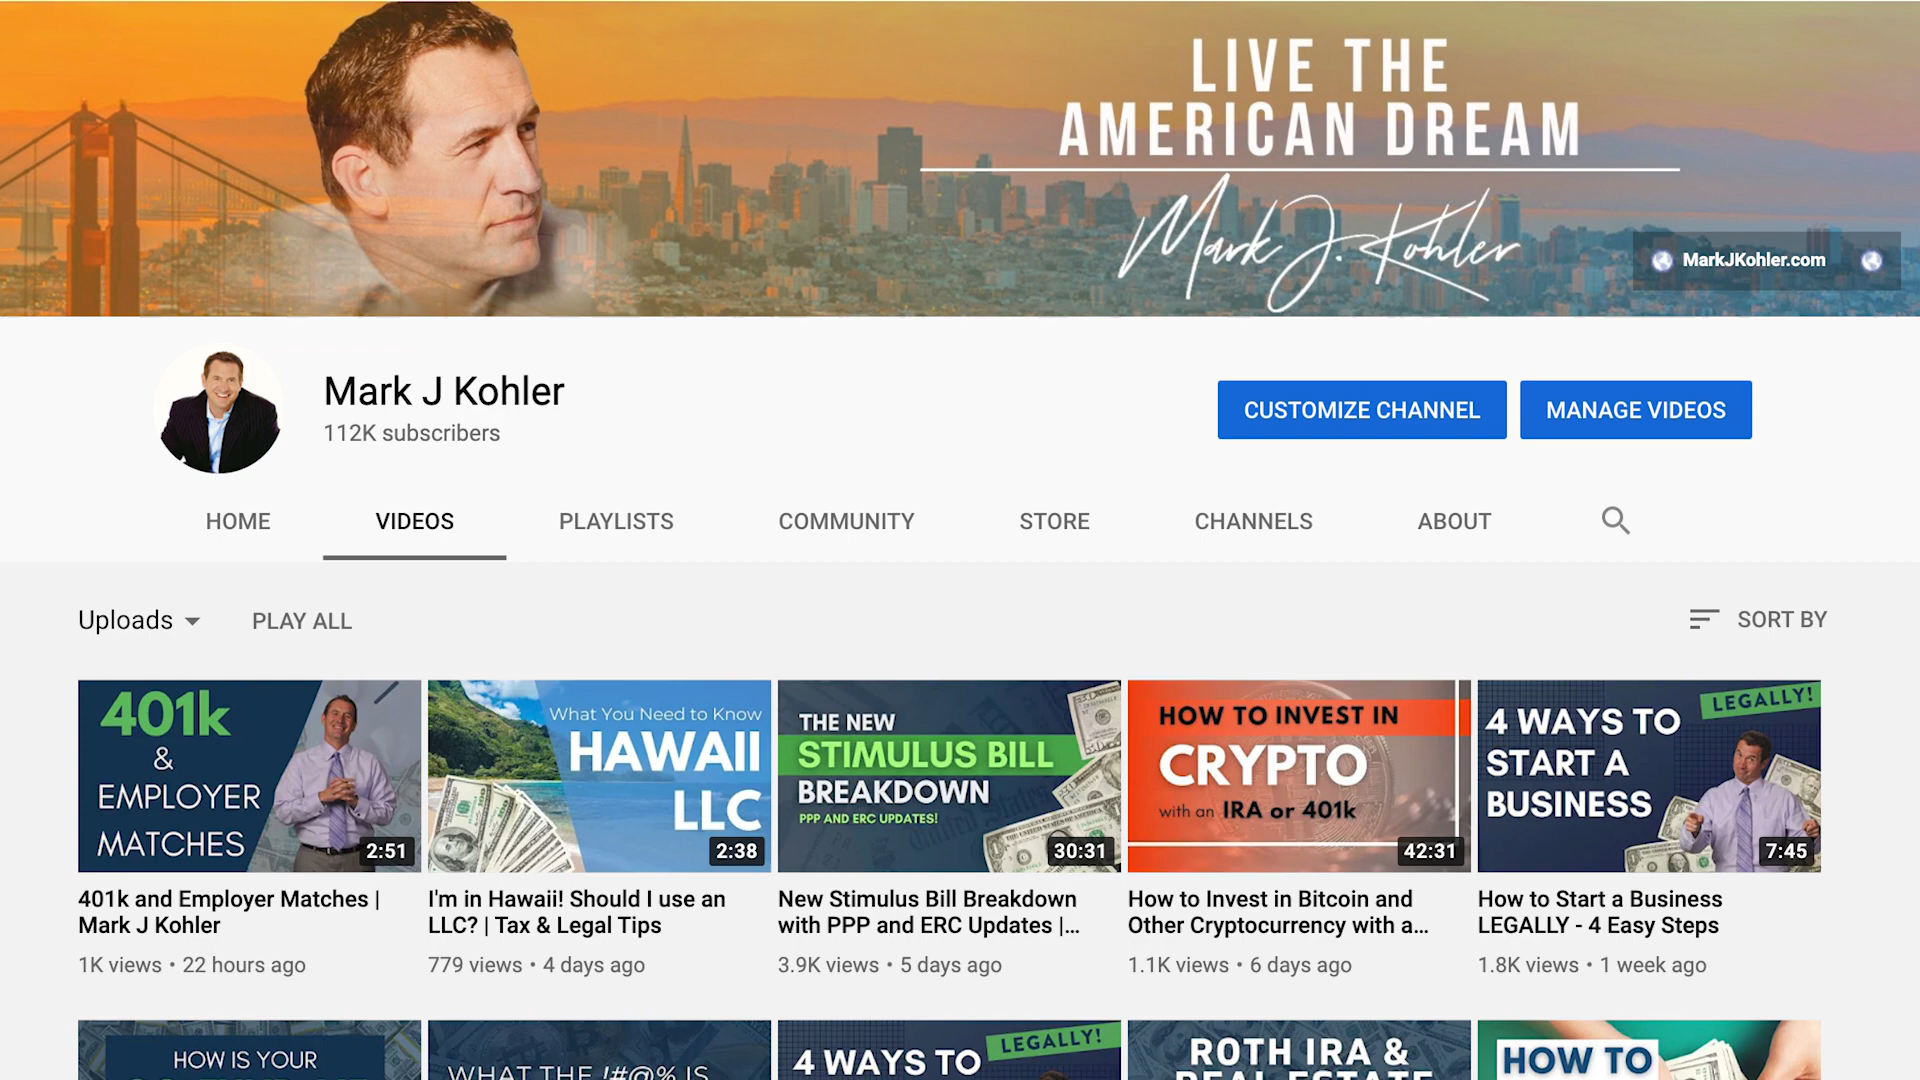 LIVE THE
AMERICAN DREAM
Mark J. Kohler
MarkJKohler.com
Mark J Kohler
112K subscribers
CUSTOMIZE CHANNEL
MANAGE VIDEOS
HOME
VIDEOS
PLAYLISTS
COMMUNITY
STORE
CHANNELS
ABOUT
Uploads
PLAY ALL
SORT BY
401k
&
EMPLOYER
MATCHES
2:51
401k and Employer Matches |
Mark J Kohler
1K views • 22 hours ago
What You Need to Know
HAWAII
LLC
2:38
I'm in Hawaii! Should I use an
LLC? | Tax & Legal Tips
779 views • 4 days ago
THE NEW
STIMULUS BILL
BREAKDOWN
PPP AND ERC UPDATES!
30:31
New Stimulus Bill Breakdown
with PPP and ERC Updates |...
3.9K views • 5 days ago
HOW TO INVEST IN
CRYPTO
with an IRA or 401k
42:31
How to Invest in Bitcoin and
Other Cryptocurrency with a...
1.1K views • 6 days ago
LEGALLY!
4 WAYS TO
START A
BUSINESS
7:45
How to Start a Business
LEGALLY - 4 Easy Steps
1.8K views • 1 week ago
HOW IS YOUR
WHAT THE !#@% IS
LEGALLY!
4 WAYS TO
ROTH IRA &
REAL ESTATE
HOW TO